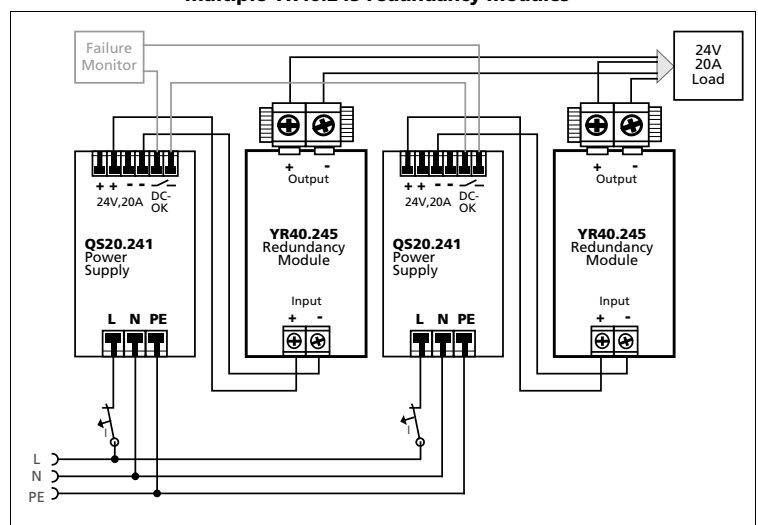 Multiple YR40.245 redundancy modules
Failure
Monitor
24V
20A
Load
+ + - -
24V,20A
DC-
OK
+ -
Output
+ + - -
24V,20A
DC-
OK
+ -
Output
QS20.241
Power
Supply
YR40.245
Redundancy
Module
QS20.241
Power
Supply
YR40.245
Redundancy
Module
L N PE
Input
+ -
L N PE
Input
+ -
I
I
L
N
PE